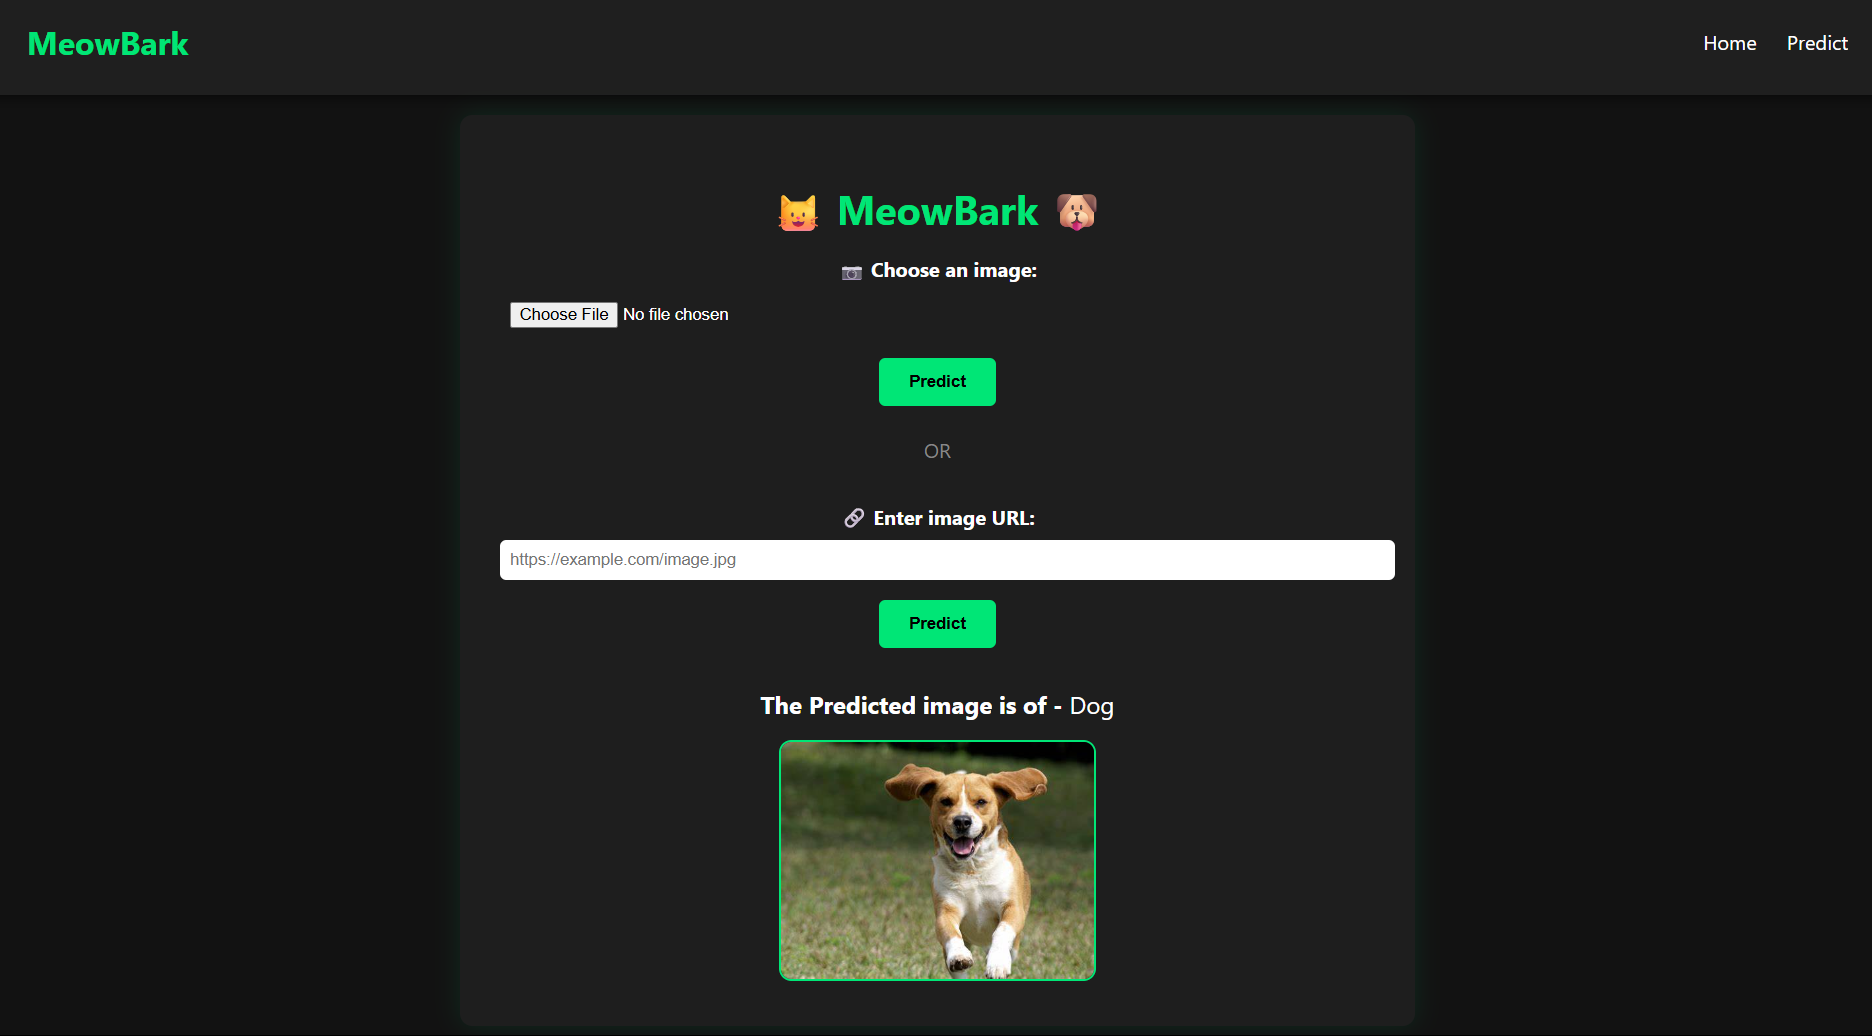 MeowBark
Home Predict
MeowBark
Choose an image:
Choose File No file chosen
Predict
OR
Enter image URL:
https://example.com/image.jpg
Predict
The Predicted image is of - Dog